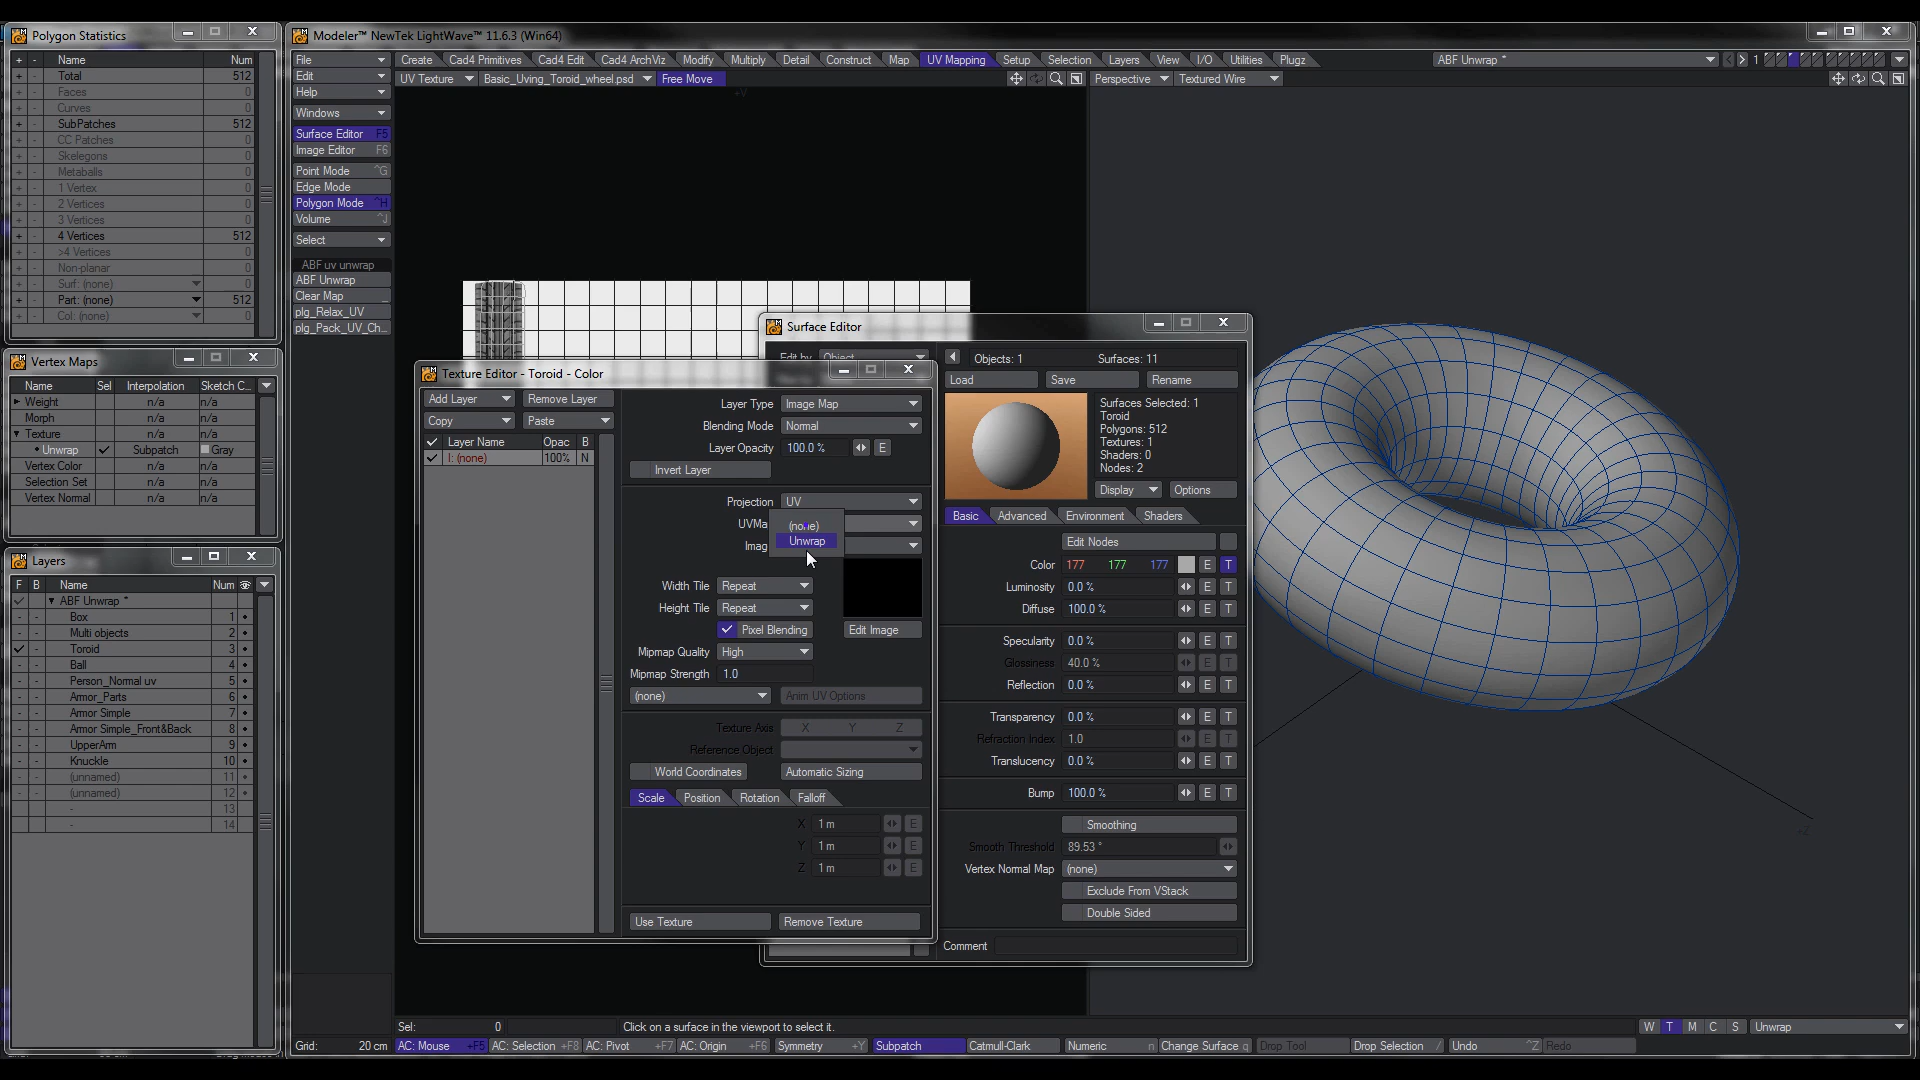 Polygon Statistics
+ - Name Num
+ - Total 512
+ - Faces 0
+ - Curves 0
+ - SubPatches 512
+ - CC Patches 0
+ - Skelegons 0
+ - Metaballs 0
+ - 1 Vertex 0
+ - 2 Vertices 0
+ - 3 Vertices 0
+ - 4 Vertices 512
+ - >4 Vertices 0
+ - Non-planar 0
+ - Surf: (none) 0
+ - Part: (none) 512
+ - Col: (none) 0
Vertex Maps
Name Sel Interpolation Sketch C...
Weight n/a n/a
Morph n/a n/a
Texture n/a n/a
Unwrap Subpatch Gray
Vertex Color n/a n/a
Selection Set n/a n/a
Vertex Normal n/a n/a
Layers
F B Name Num
ABF Unwrap *
- - Box 1
- - Multi objects 2
- Toroid 3
- - Ball 4
- - Person_Normal uv 5
- - Armor_Parts 6
- - Armor Simple 7
- - Armor Simple_Front&Back 8
- - UpperArm 9
- - Knuckle 10
- - (unnamed) 11
- - (unnamed) 12
- - - 13
- - - 14
Modeler™ NewTek LightWave™ 11.6.3 (Win64)
File
Edit
Help
Windows
Surface Editor F5
Image Editor F6
Point Mode ^G
Edge Mode
Polygon Mode ^H
Volume ^J
Select
ABF uv unwrap
ABF Unwrap
Clear Map _
plg_Relax_UV
plg_Pack_UV_Ch...
Create Cad4 Primitives Cad4 Edit Cad4 ArchViz Modify Multiply Detail Construct Map UV Mapping Setup Selection Layers View I/O Utilities Plugz
ABF Unwrap * 1
UV Texture Basic_Uving_Toroid_wheel.psd Free Move
Perspective Textured Wire
Surface Editor
Edit by Object
Objects: 1 Surfaces: 11
Load Save Rename
Surfaces Selected: 1
Toroid
Polygons: 512
Textures: 1
Shaders: 0
Nodes: 2
Display Options
Basic Advanced Environment Shaders
Edit Nodes
Color 177 177 177 E T
Luminosity 0.0 % E T
Diffuse 100.0 % E T
Specularity 0.0 % E T
Glossiness 40.0 % E T
Reflection 0.0 % E T
Transparency 0.0 % E T
Refraction Index 1.0 E T
Translucency 0.0 % E T
Bump 100.0 % E T
Smoothing
Smooth Threshold 89.53 °
Vertex Normal Map (none)
Exclude From VStack
Double Sided
Comment
Texture Editor - Toroid - Color
Add Layer Remove Layer
Copy Paste
Layer Name Opac B
I: (none) 100% N
Layer Type Image Map
Blending Mode Normal
Layer Opacity 100.0 % E
Invert Layer
Projection UV
UVMa
Imag
(none)
Unwrap
Width Tile Repeat
Height Tile Repeat
Pixel Blending Edit Image
Mipmap Quality High
Mipmap Strength 1.0
(none) Anim UV Options
Texture Axis X Y Z
Reference Object
World Coordinates Automatic Sizing
Scale Position Rotation Falloff
X 1 m E
Y 1 m E
Z 1 m E
Use Texture Remove Texture
Sel: 0 Click on a surface in the viewport to select it.
W T M C S Unwrap
Grid: 20 cm AC: Mouse +F5 AC: Selection +F8 AC: Pivot +F7 AC: Origin +F6 Symmetry +Y Subpatch Catmull-Clark Numeric n Change Surface q Drop Tool Drop Selection / Undo ^Z Redo